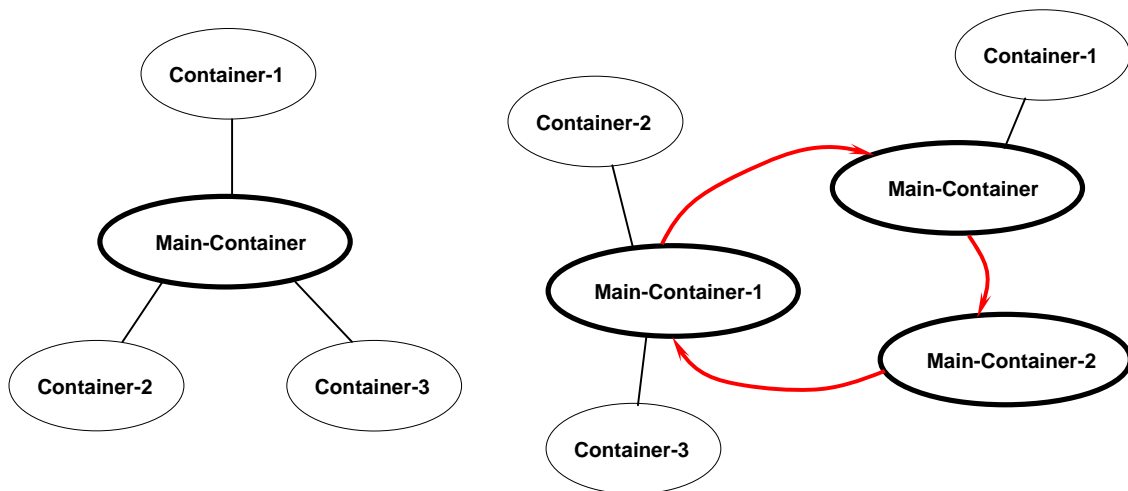 Container-1
Main-Container
Container-2
Container-3
Container-1
Container-2
Main-Container
Main-Container-1
Main-Container-2
Container-3